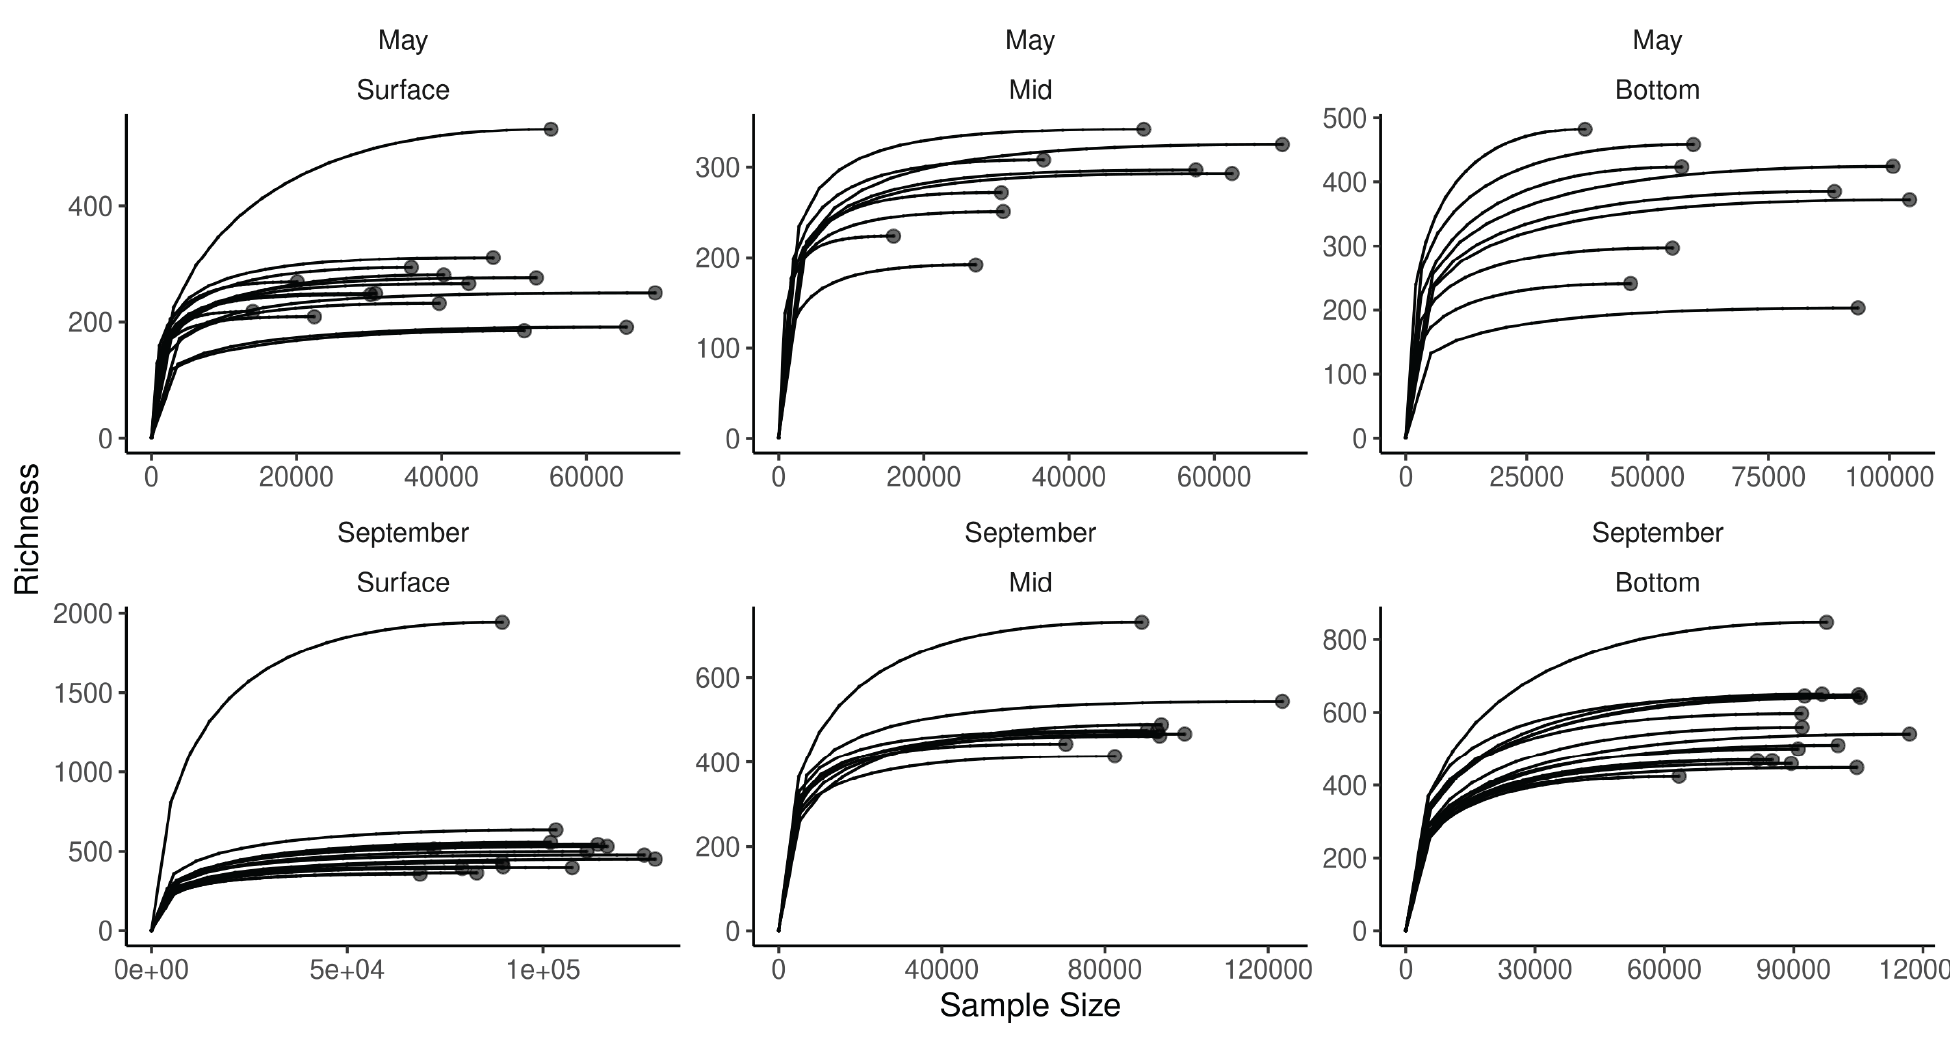 May
Surface
400
200
0
0 20000 40000 60000
May
Mid
300
200
100
0
0 20000 40000 60000
May
Bottom
500
400
300
200
100
0
0 25000 50000 75000 100000
Richness
September
Surface
2000
1500
1000
500
0
0e+00 5e+04 1e+05
September
Mid
600
400
200
0
0 40000 80000 120000
September
Bottom
800
600
400
200
0
0 30000 60000 90000 12000
Sample Size